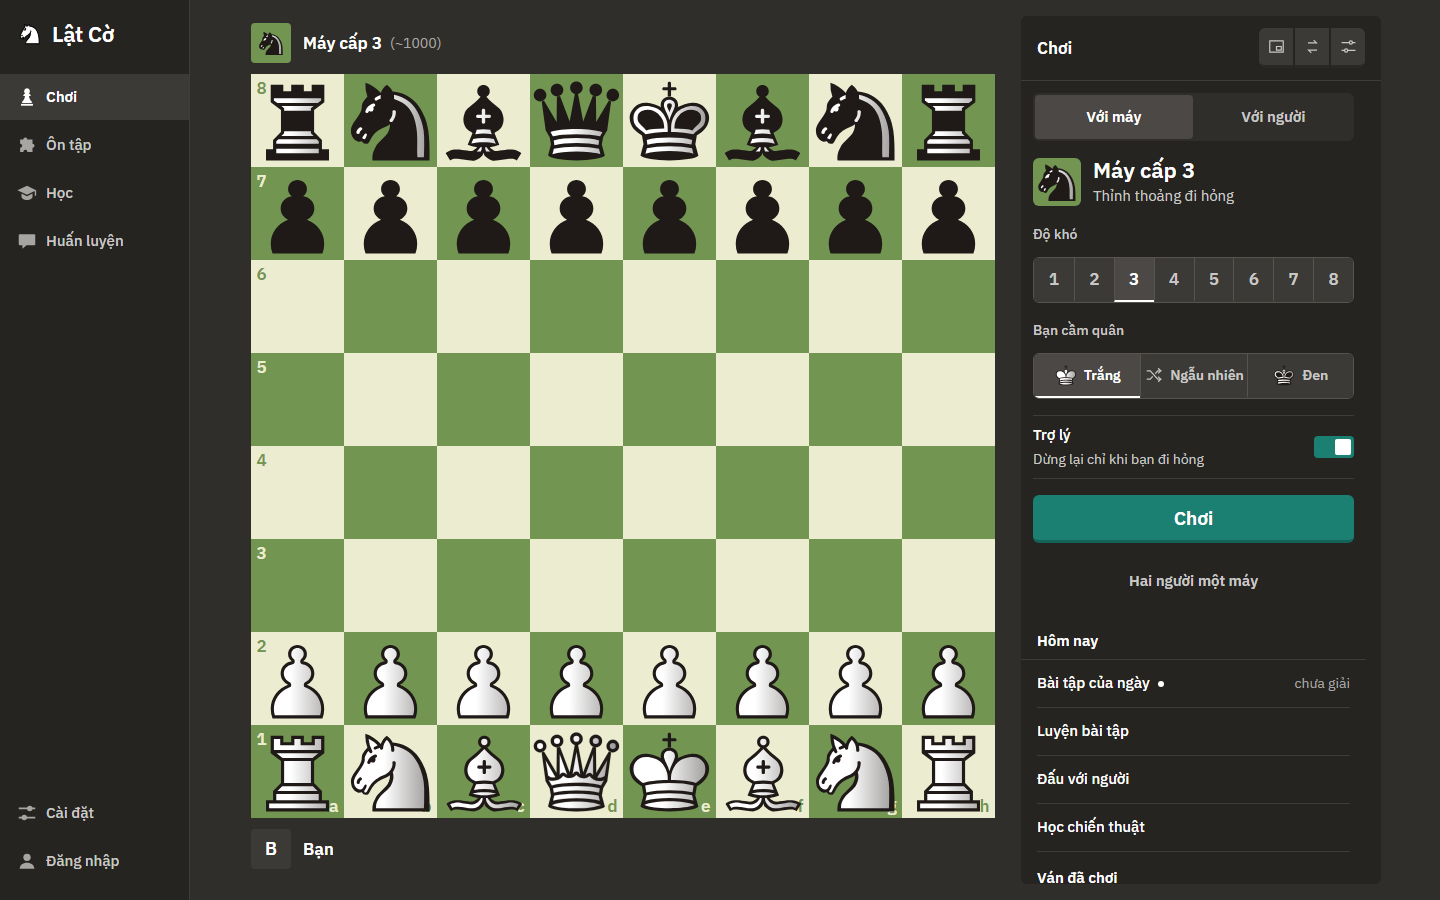 Lật Cờ
Chơi
Ôn tập
Học
Huấn luyện
Cài đặt
Đăng nhập
Máy cấp 3 (~1000)
8
7
6
5
4
3
2
1
a
c
d
e
f
g
h
B Bạn
Chơi
Với máy Với người
Máy cấp 3
Thỉnh thoảng đi hỏng
Độ khó
1 2 3 4 5 6 7 8
Bạn cầm quân
Trắng Ngẫu nhiên Đen
Trợ lý
Dừng lại chỉ khi bạn đi hỏng
Chơi
Hai người một máy
Hôm nay
Bài tập của ngày chưa giải
Luyện bài tập
Đấu với người
Học chiến thuật
Ván đã chơi